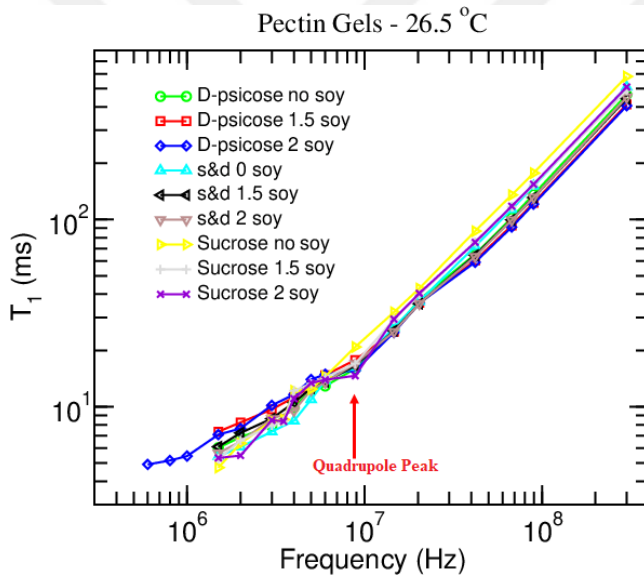 Pectin Gels - 26.5 °C
D-psicose no soy
D-psicose 1.5 soy
D-psicose 2 soy
s&d 0 soy
s&d 1.5 soy
s&d 2 soy
Sucrose no soy
Sucrose 1.5 soy
Sucrose 2 soy
T₁ (ms)
10²
10¹
Quadrupole Peak
10⁶ 10⁷ 10⁸
Frequency (Hz)